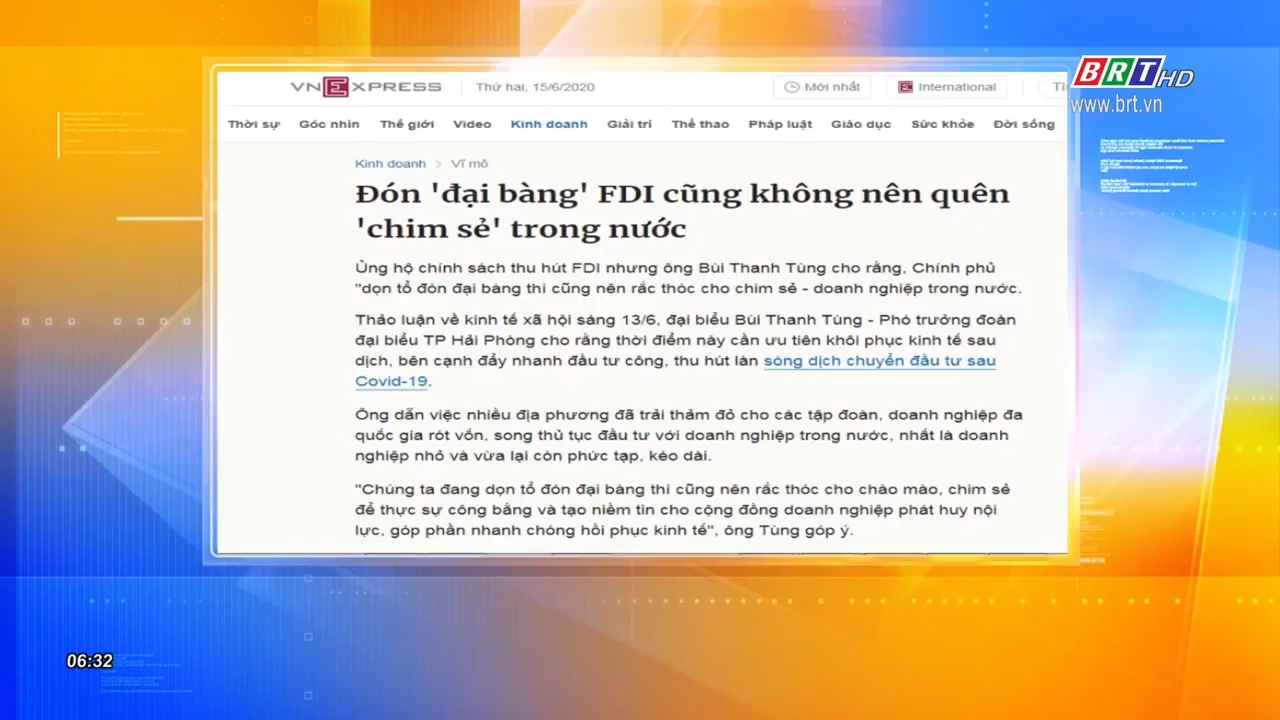 BRT HD
www.brt.vn
VNEXPRESS Thứ hai, 15/6/2020 Mới nhất International
Thời sự Góc nhìn Thế giới Video Kinh doanh Giải trí Thể thao Pháp luật Giáo dục Sức khỏe Đời sống
Kinh doanh > Vĩ mô
Đón 'đại bàng' FDI cũng không nên quên
'chim sẻ' trong nước
Ủng hộ chính sách thu hút FDI nhưng ông Bùi Thanh Tùng cho rằng, Chính phủ
"dọn tổ đón đại bàng thì cũng nên rắc thóc cho chim sẻ - doanh nghiệp trong nước.
Thảo luận về kinh tế xã hội sáng 13/6, đại biểu Bùi Thanh Tùng - Phó trưởng đoàn
đại biểu TP Hải Phòng cho rằng thời điểm này cần ưu tiên khôi phục kinh tế sau
dịch, bên cạnh đẩy nhanh đầu tư công, thu hút làn sóng dịch chuyển đầu tư sau
Covid-19.
Ông dẫn việc nhiều địa phương đã trải thảm đỏ cho các tập đoàn, doanh nghiệp đa
quốc gia rót vốn, song thủ tục đầu tư với doanh nghiệp trong nước, nhất là doanh
nghiệp nhỏ và vừa lại còn phức tạp, kéo dài.
"Chúng ta đang dọn tổ đón đại bàng thì cũng nên rắc thóc cho chào mào, chim sẻ
để thực sự công bằng và tạo niềm tin cho cộng đồng doanh nghiệp phát huy nội
lực, góp phần nhanh chóng hồi phục kinh tế", ông Tùng góp ý.
06:32